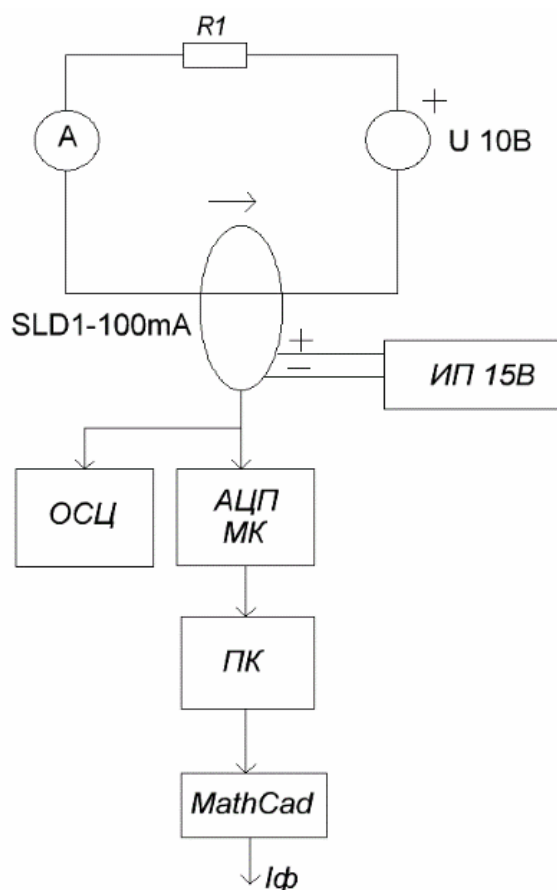 R1
A
+
U 10В
SLD1-100mA
+
−
ИП 15В
ОСЦ
АЦП
МК
ПК
MathCad
Iф